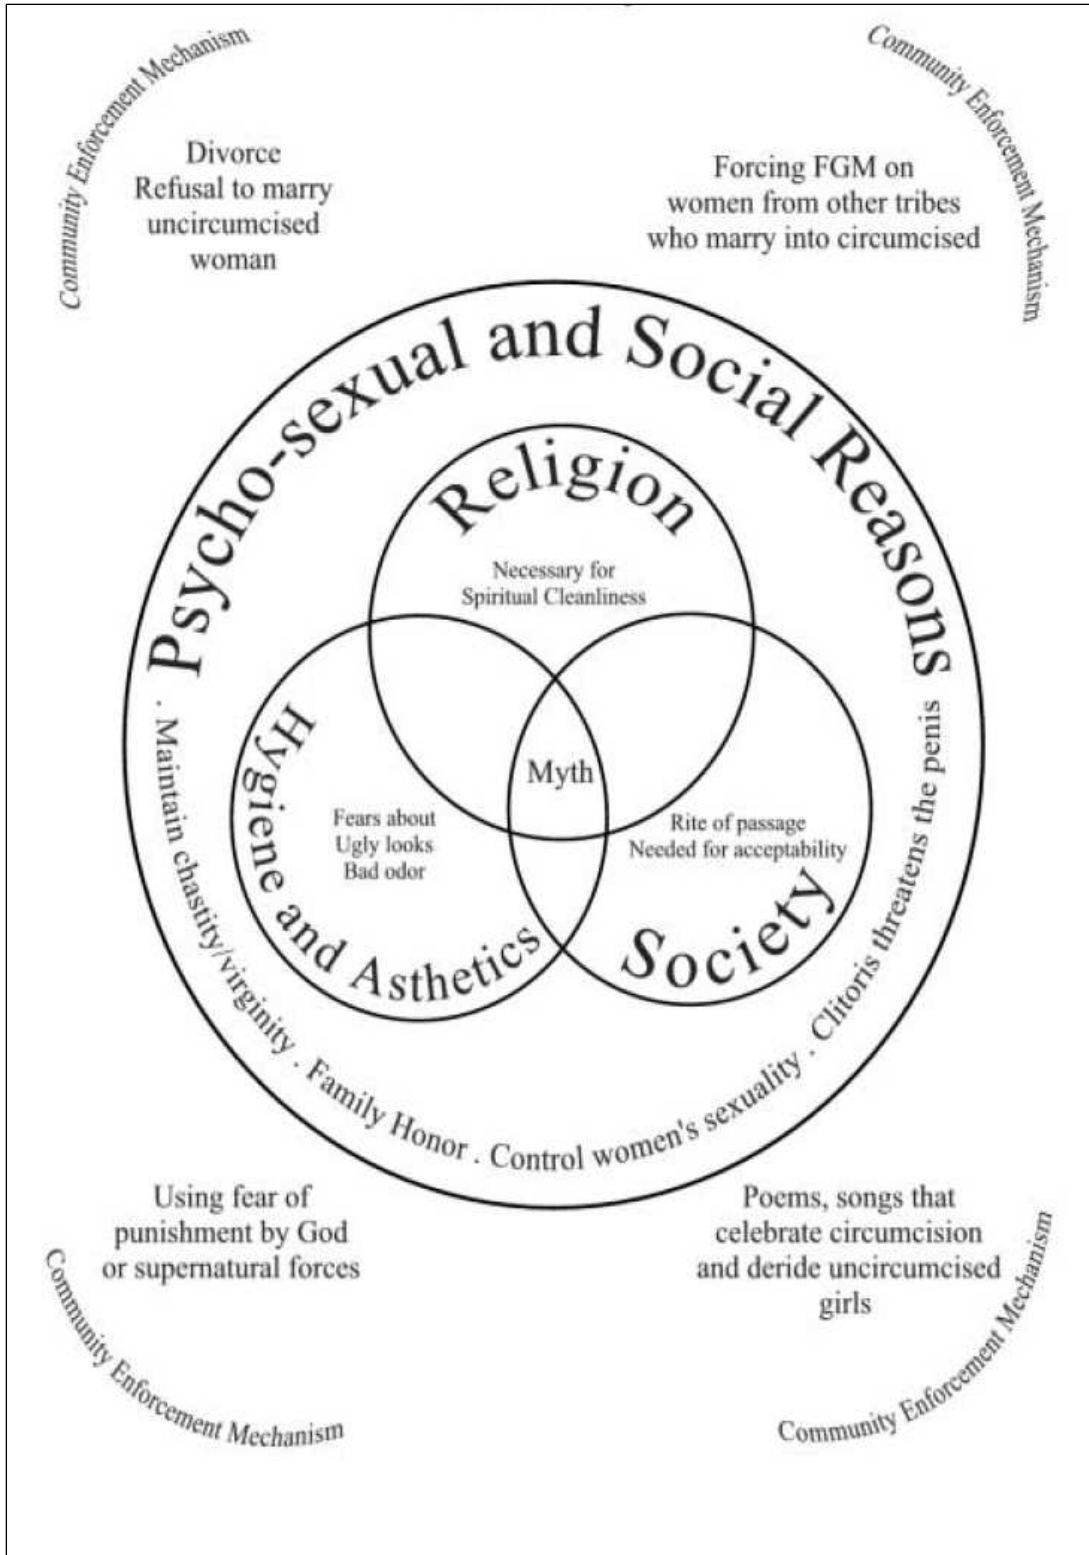 Community Enforcement Mechanism
Divorce
Refusal to marry
uncircumcised
woman
Community Enforcement Mechanism
Forcing FGM on
women from other tribes
who marry into circumcised
Psycho-sexual and Social Reasons
Religion
Necessary for
Spiritual Cleanliness
Myth
Hygiene and Asthetics
Fears about
Ugly looks
Bad odor
Rite of passage
Needed for acceptability
Society
. Maintain chastity/virginity . Family Honor . Control women's sexuality . Clitoris threatens the penis
Using fear of
punishment by God
or supernatural forces
Community Enforcement Mechanism
Poems, songs that
celebrate circumcision
and deride uncircumcised
girls
Community Enforcement Mechanism